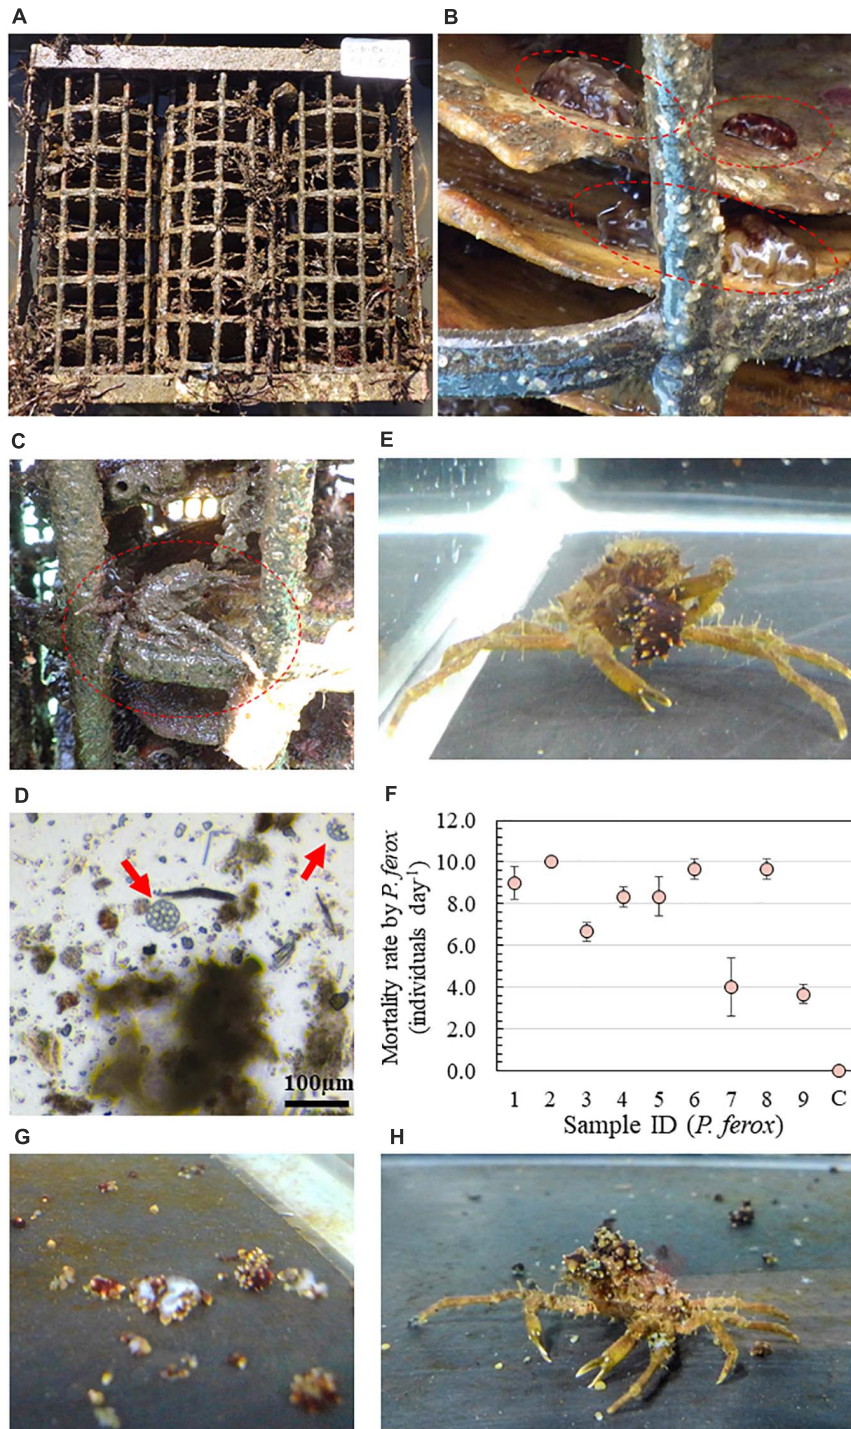 A
B
C
E
D
100μm
F
Mortality rate by P. ferox
(individuals day-1)
12.0
10.0
8.0
6.0
4.0
2.0
0.0
1 2 3 4 5 6 7 8 9 C
Sample ID (P. ferox)
G
H